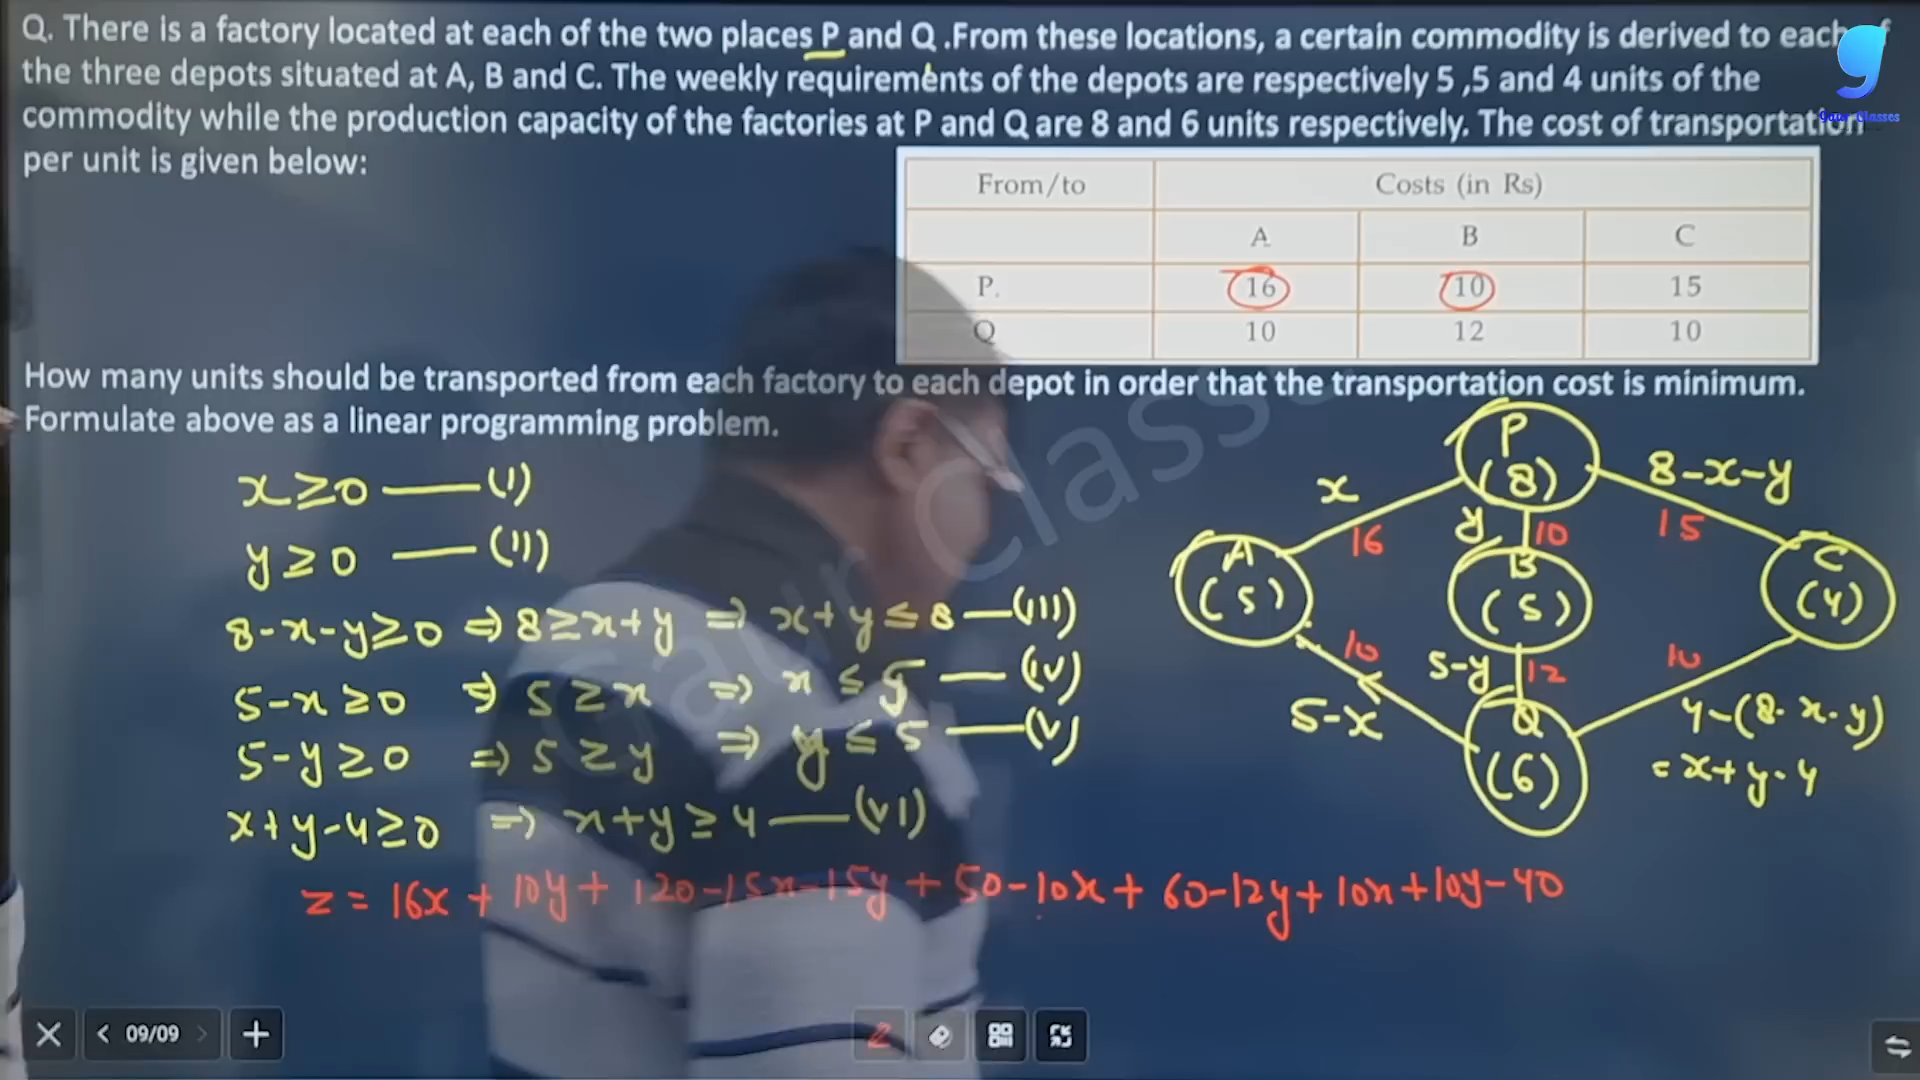 Q. There is a factory located at each of the two places P and Q .From these locations, a certain commodity is derived to each of
the three depots situated at A, B and C. The weekly requirements of the depots are respectively 5 ,5 and 4 units of the
commodity while the production capacity of the factories at P and Q are 8 and 6 units respectively. The cost of transportation
per unit is given below:
Gaur Classes
From/to Costs (in Rs)
A B C
P. 16 10 15
Q 10 12 10
How many units should be transported from each factory to each depot in order that the transportation cost is minimum.
Formulate above as a linear programming problem.
x≥0 —(I)
y≥0 —(II)
8-x-y≥0 ⇒ 8≥x+y ⇒ x+y≤8 —(III)
5-x≥0 ⇒ 5≥x ⇒ x≤5 —(IV)
5-y≥0 ⇒ 5≥y ⇒ y≤5 —(V)
x+y-4≥0 ⇒ x+y≥4 —(VI)
z = 16x + 10y + 120-15x-15y + 50-10x + 60-12y + 10x + 10y - 40
P
(8)
x
8-x-y
16
y
10
15
A
(5)
B
(5)
C
(4)
10
5-y
12
10
5-x
Q
(6)
4-(8-x-y)
= x+y-4
Gaur Classes
09/09